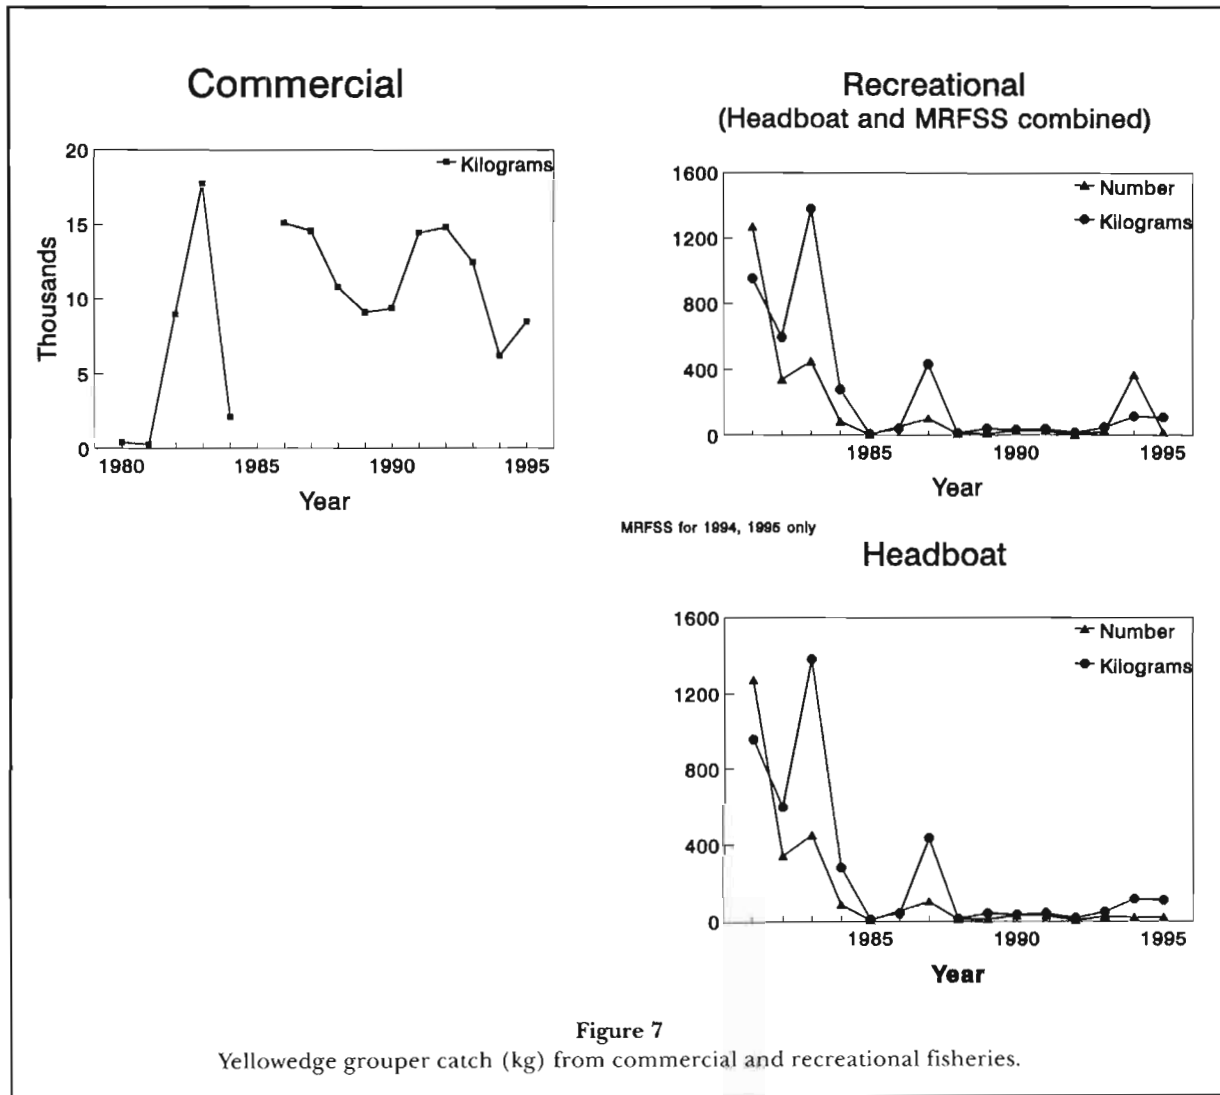 Commercial
20
15
10
5
0
Thousands
Kilograms
1980
1985
1990
1995
Year
Recreational
(Headboat and MRFSS combined)
1600
1200
800
400
0
Number
Kilograms
1985
1990
1995
Year
MRFSS for 1994, 1995 only
Headboat
1600
1200
800
400
0
Number
Kilograms
1985
1990
1995
Year
Figure 7
Yellowedge grouper catch (kg) from commercial and recreational fisheries.